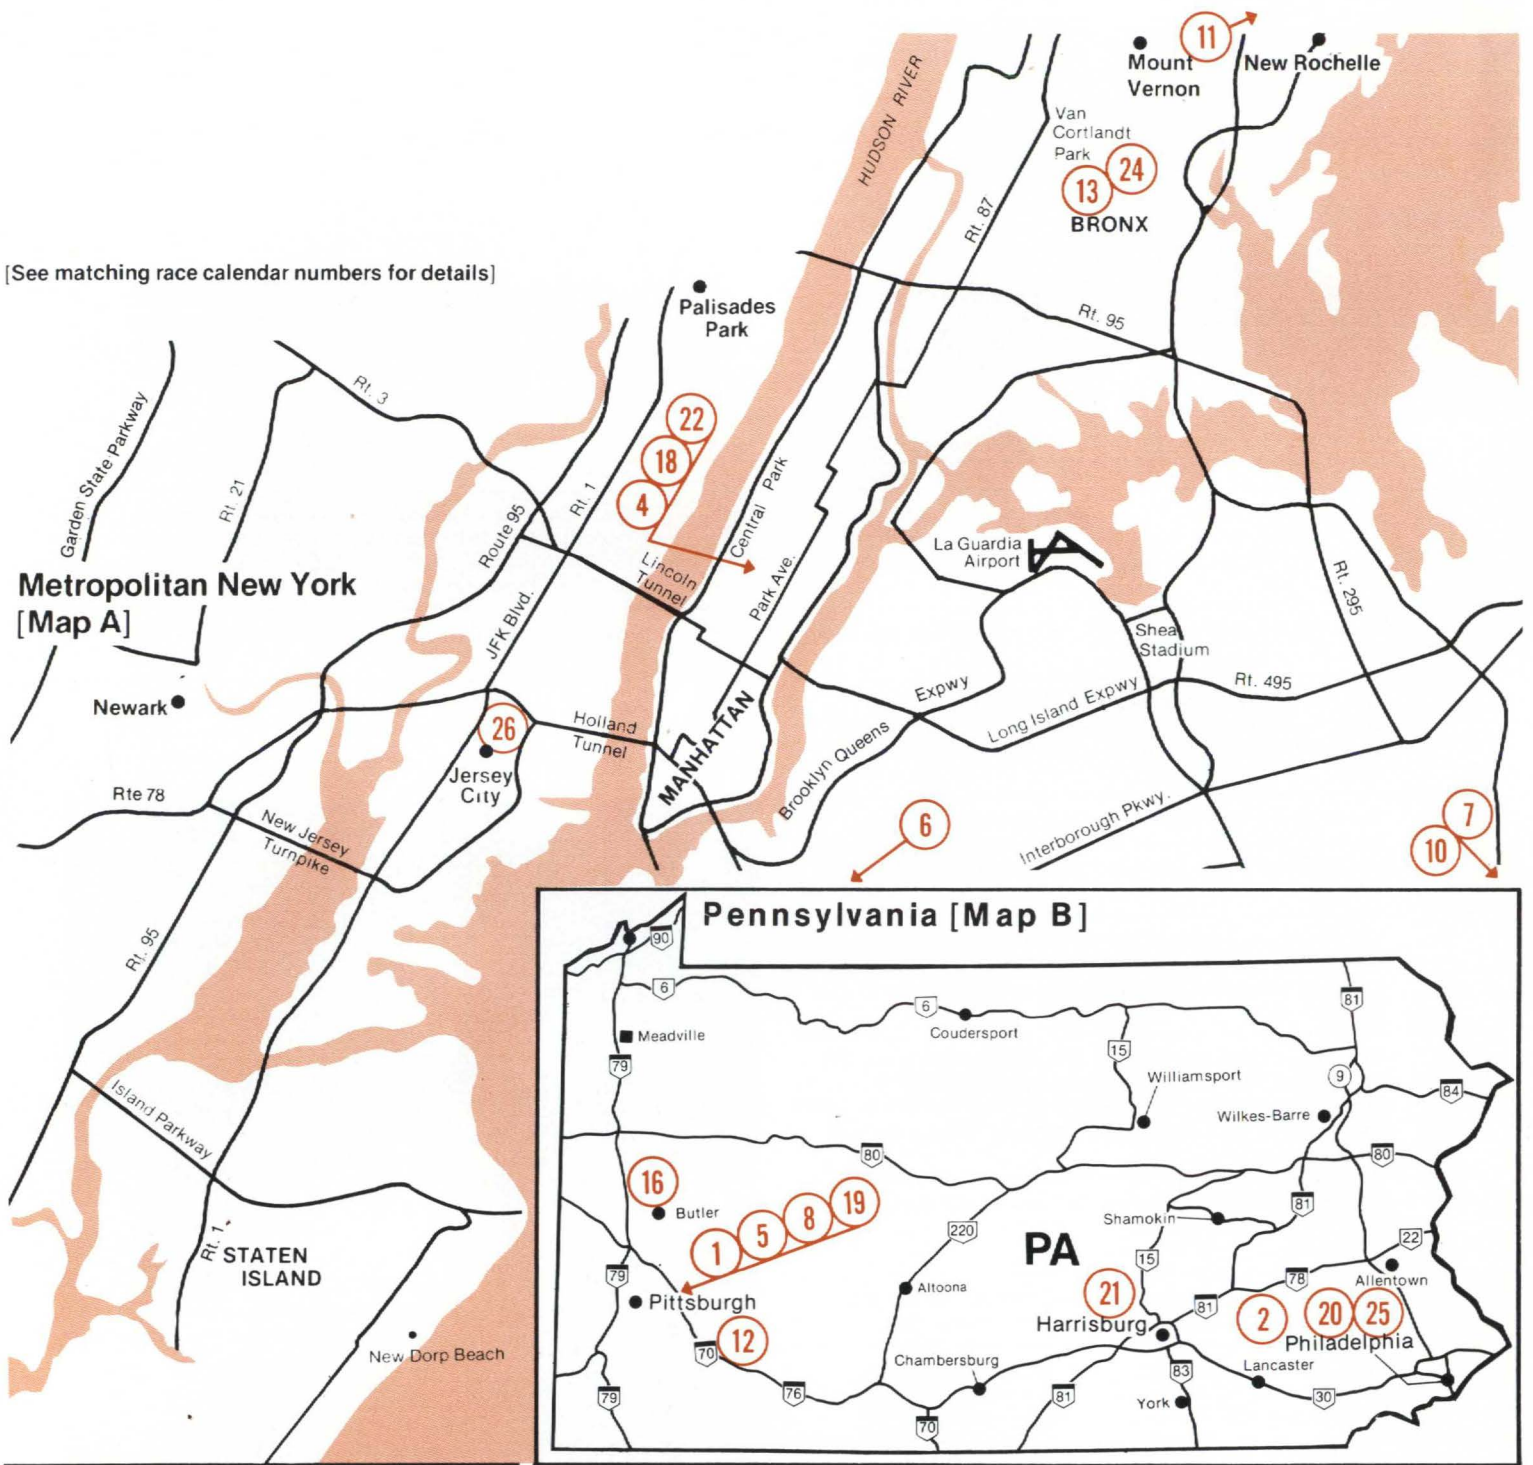 11
Mount
Vernon
New Rochelle
HUDSON RIVER
Van
Cortlandt
Park
24
13
BRONX
Rt. 87
[See matching race calendar numbers for details]
Palisades
Park
Rt. 95
Rt. 3
Garden State Parkway
Rt. 21
22
18
4
Rt. 1
Route 95
Central Park
Lincoln
Tunnel
Park Ave.
La Guardia
Airport
Rt. 295
Metropolitan New York
[Map A]
JFK Blvd.
Shea
Stadium
Rt. 495
Newark
26
Holland
Tunnel
MANHATTAN
Expwy
Brooklyn Queens
Long Island Expwy
Jersey
City
Rte 78
New Jersey
Turnpike
Interborough Pkwy.
6
7
10
Rt. 95
Island Parkway
Rt. 1
STATEN
ISLAND
New Dorp Beach
Pennsylvania [Map B]
90
6
6
81
Coudersport
Meadville
79
15
Williamsport
9
84
Wilkes-Barre
80
80
16
Butler
1
5
8
19
81
Shamokin
220
PA
15
22
79
Pittsburgh
Altoona
21
81
78
Allentown
Harrisburg
2
20
25
Philadelphia
12
70
Chambersburg
83
Lancaster
79
76
81
30
York
70